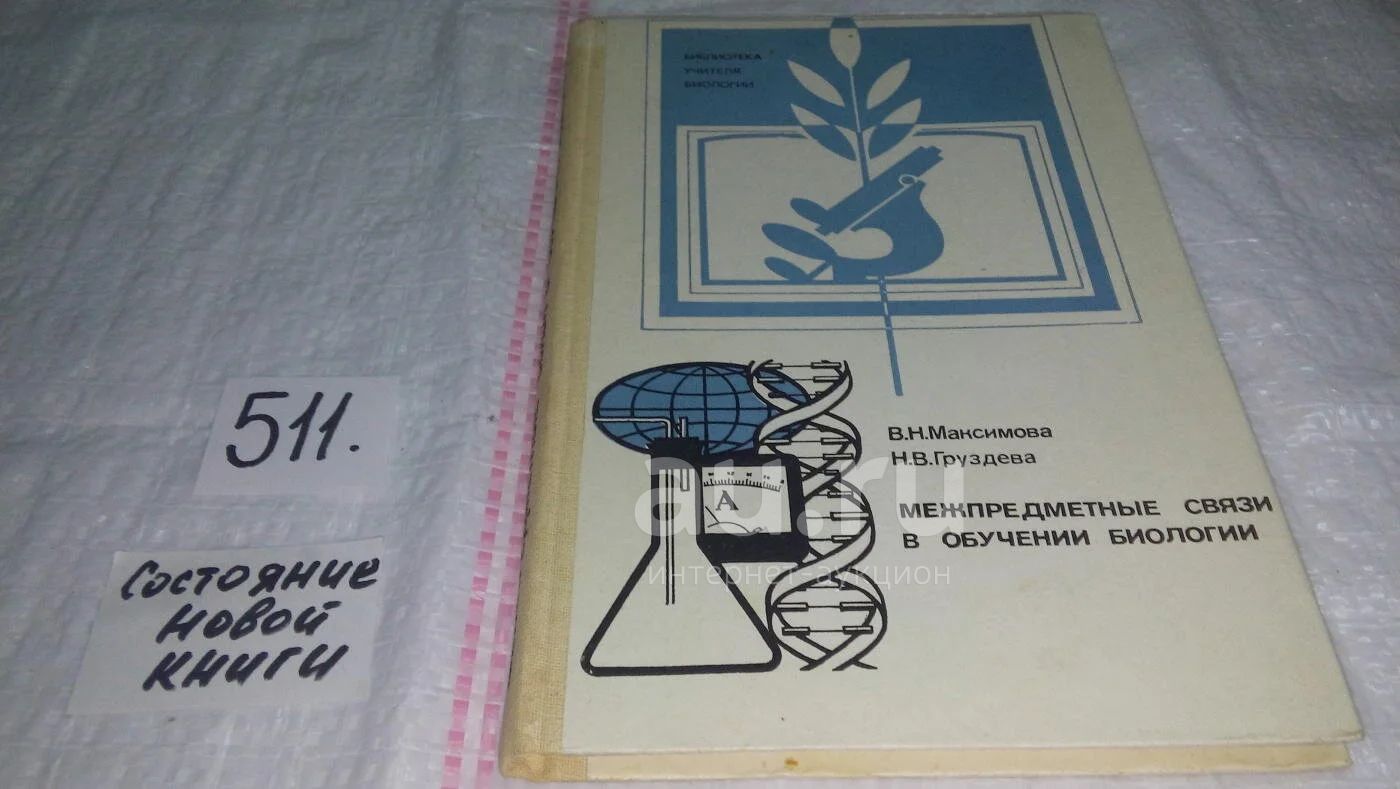 БИБЛИОТЕКА
УЧИТЕЛЯ
БИОЛОГИИ
В.Н.Максимова
Н.В.Груздева
МЕЖПРЕДМЕТНЫЕ СВЯЗИ
В ОБУЧЕНИИ БИОЛОГИИ
A
511.
Состояние
новой
книги
au.ru
интернет-аукцион